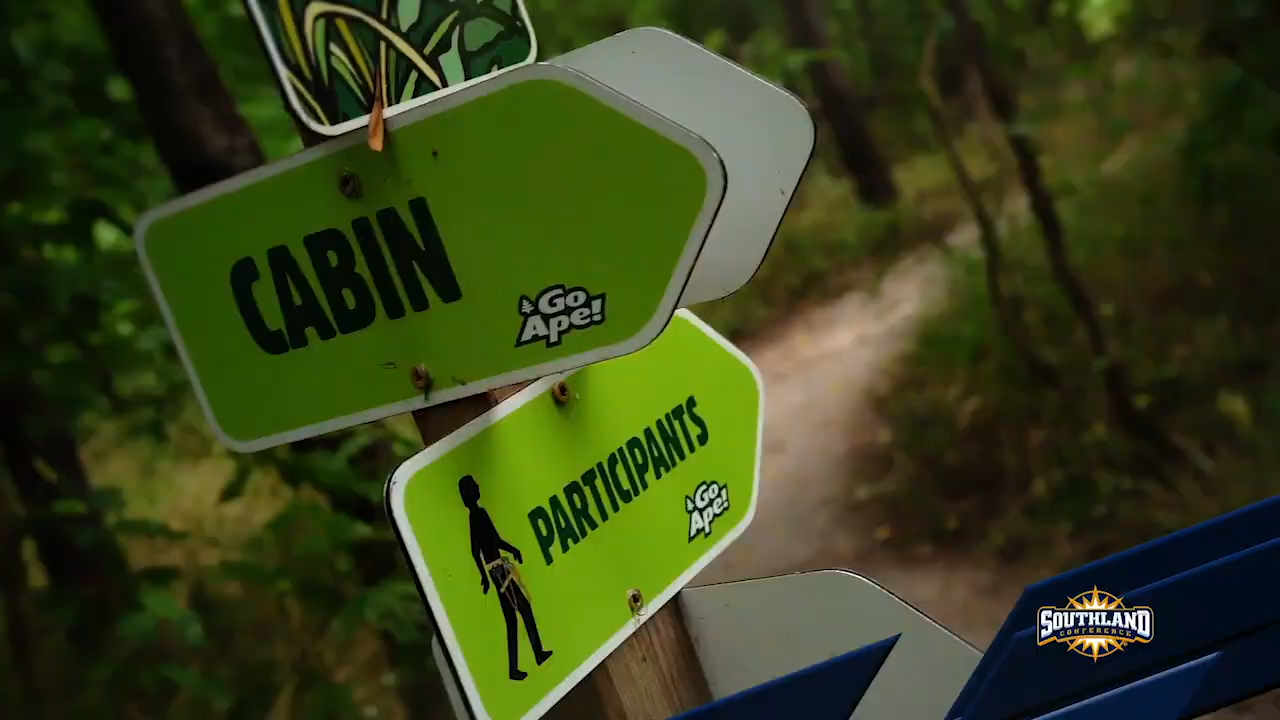 CABIN
Go
Ape!
PARTICIPANTS
Go
Ape!
SOUTHLAND
CONFERENCE